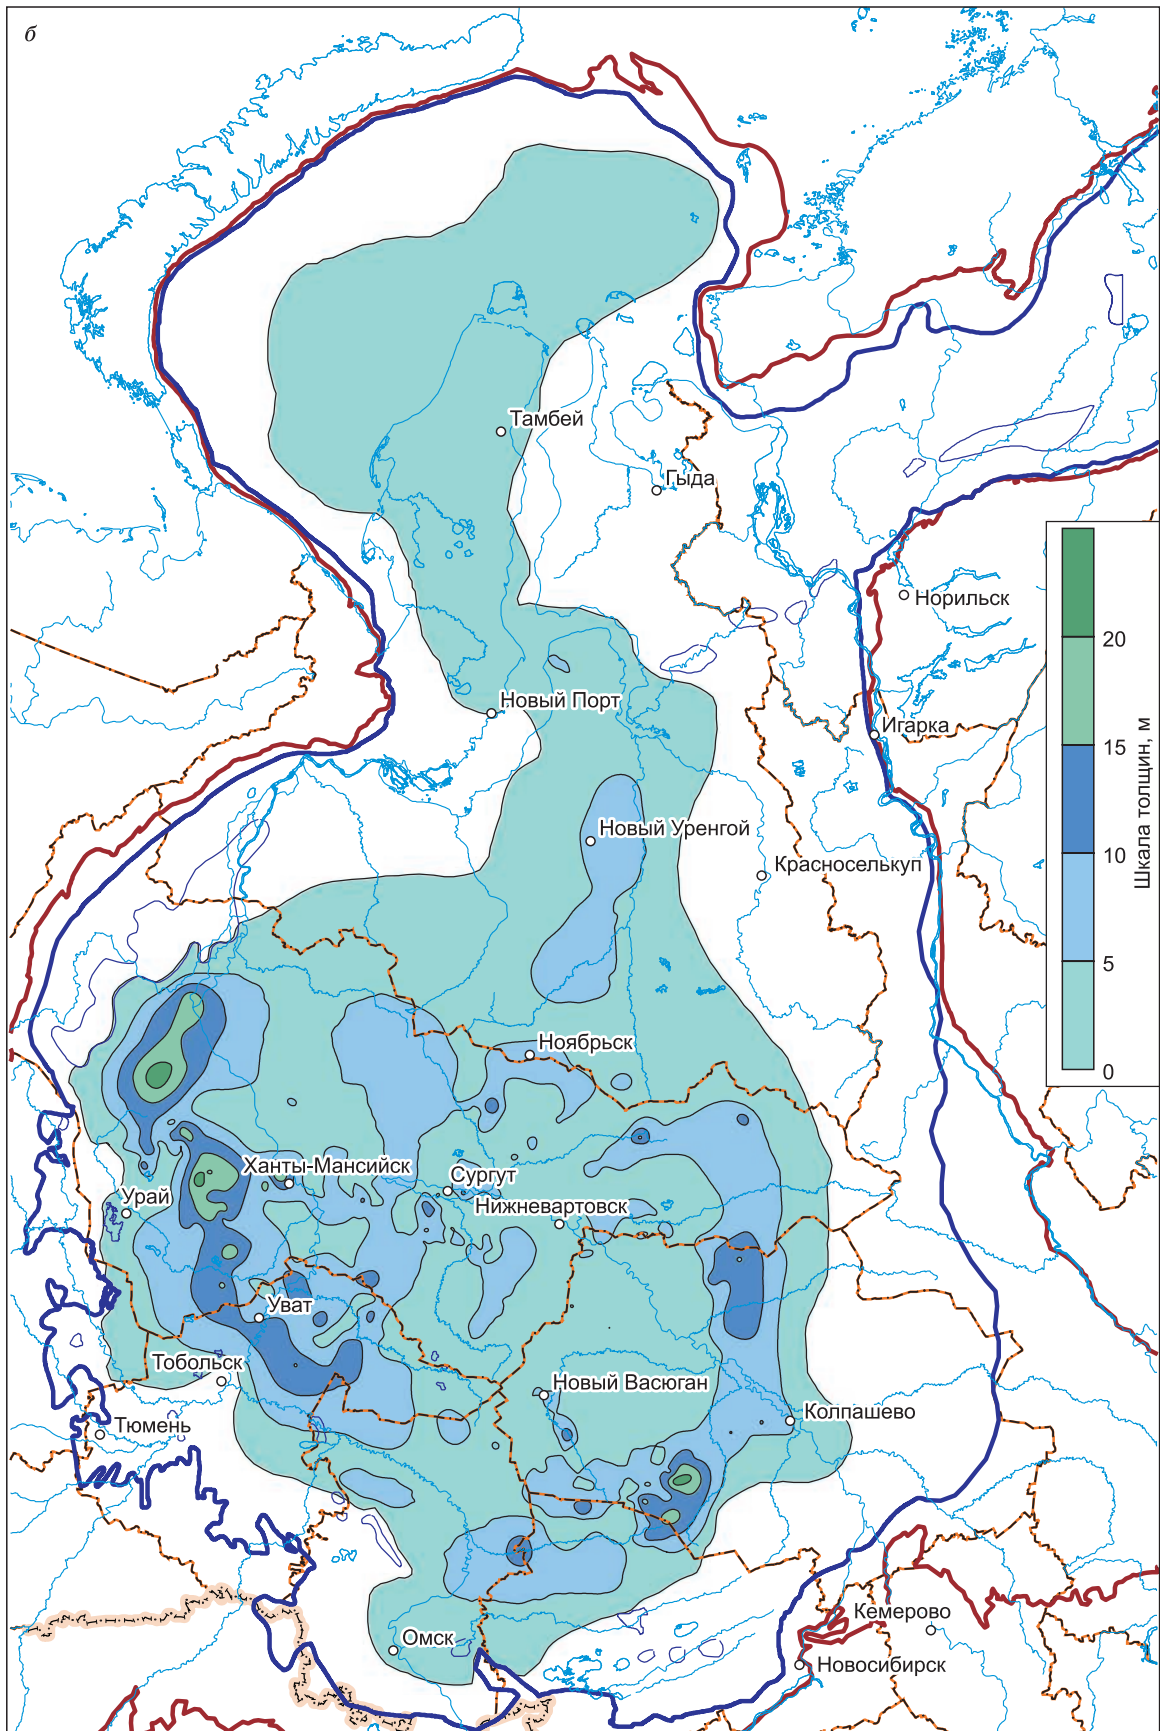 б
Тамбей
Гыда
Норильск
Новый Порт
Игарка
Новый Уренгой
Красноселькуп
Ноябрьск
Ханты-Мансийск
Сургут
Урай
Нижневартовск
Уват
Тобольск
Новый Васюган
Колпашево
Тюмень
Кемерово
Омск
Новосибирск
20
15
10
5
0
Шкала толщин, м